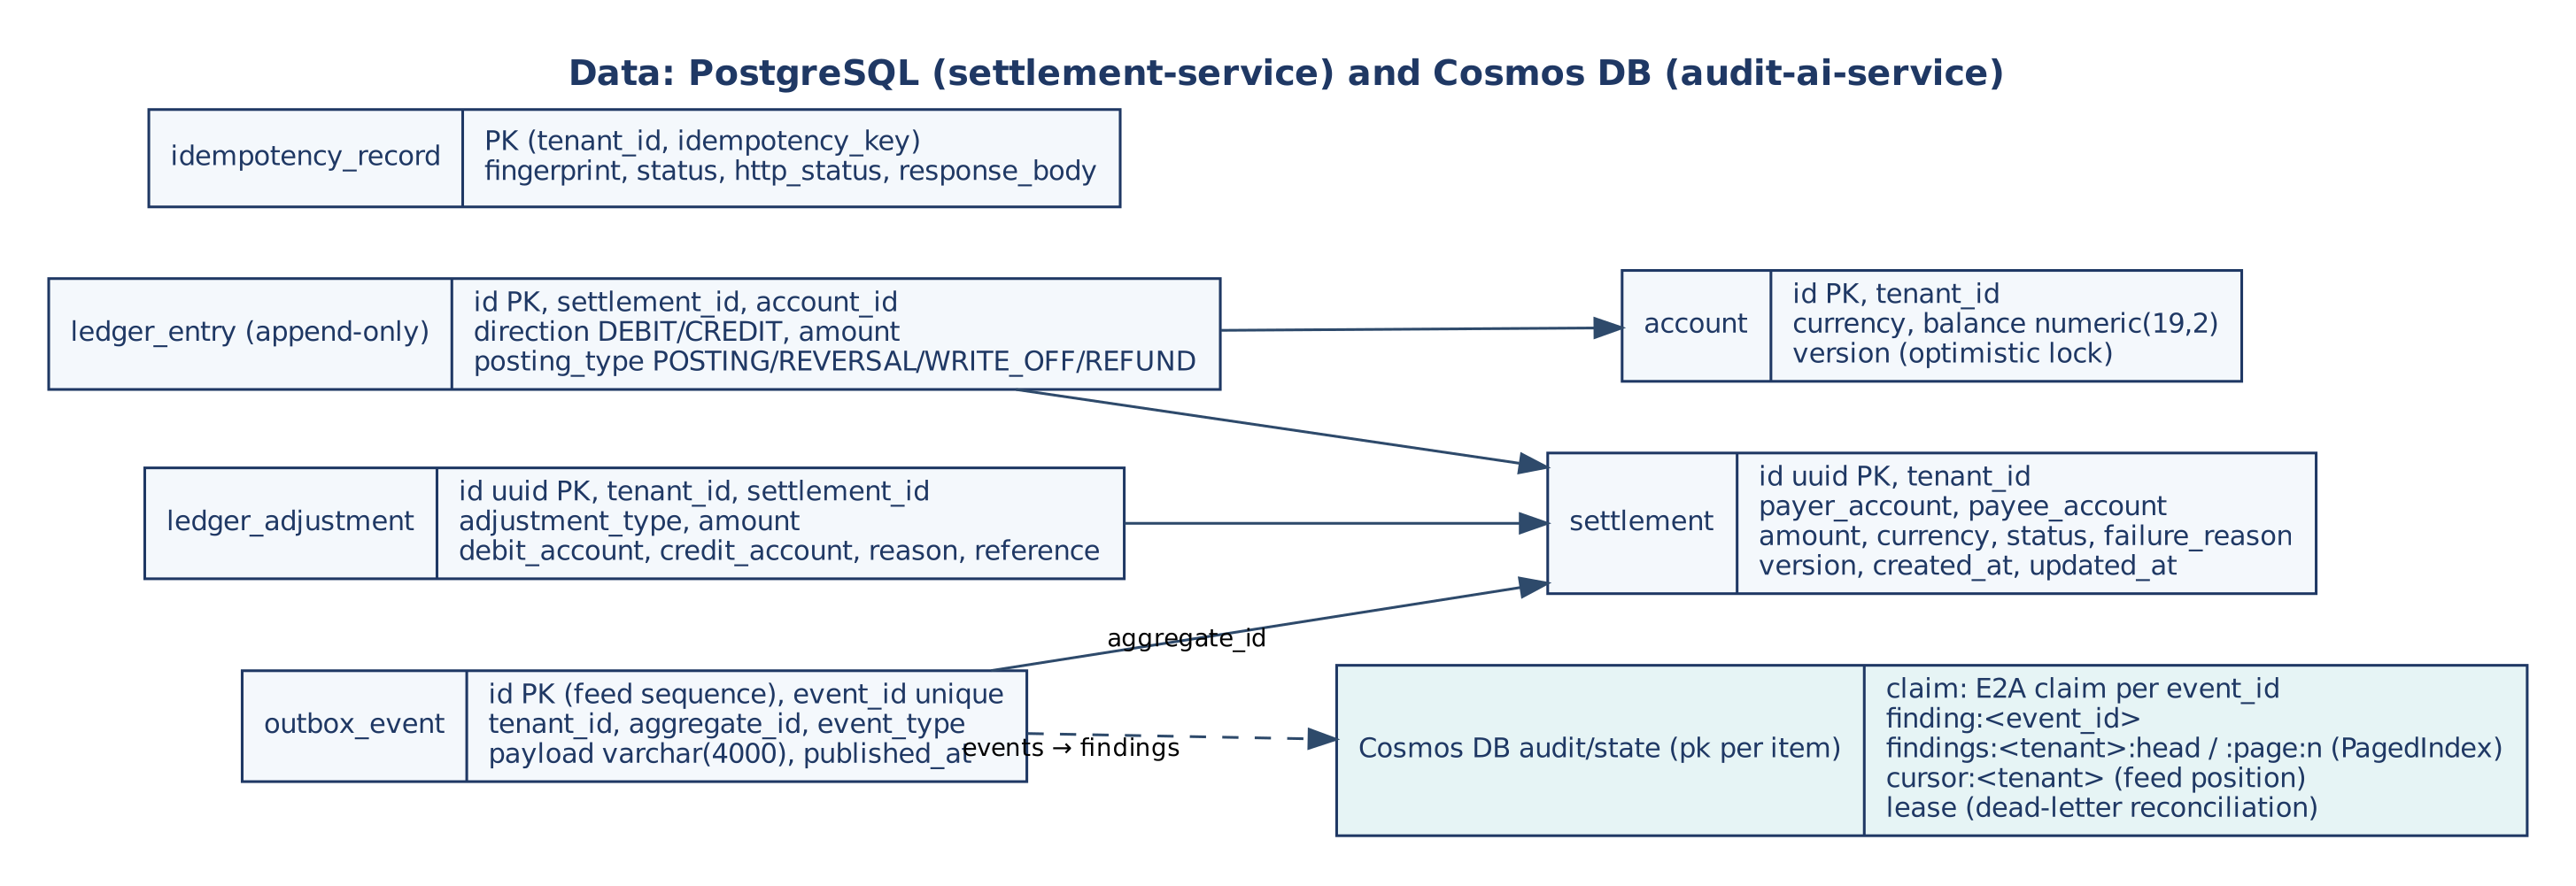 Data: PostgreSQL (settlement-service) and Cosmos DB (audit-ai-service)
idempotency_record
PK (tenant_id, idempotency_key)
fingerprint, status, http_status, response_body
ledger_entry (append-only)
id PK, settlement_id, account_id
direction DEBIT/CREDIT, amount
posting_type POSTING/REVERSAL/WRITE_OFF/REFUND
account
id PK, tenant_id
currency, balance numeric(19,2)
version (optimistic lock)
ledger_adjustment
id uuid PK, tenant_id, settlement_id
adjustment_type, amount
debit_account, credit_account, reason, reference
settlement
id uuid PK, tenant_id
payer_account, payee_account
amount, currency, status, failure_reason
version, created_at, updated_at
aggregate_id
outbox_event
id PK (feed sequence), event_id unique
tenant_id, aggregate_id, event_type
payload varchar(4000), published_at
events → findings
Cosmos DB audit/state (pk per item)
claim: E2A claim per event_id
finding:<event_id>
findings:<tenant>:head / :page:n (PagedIndex)
cursor:<tenant> (feed position)
lease (dead-letter reconciliation)